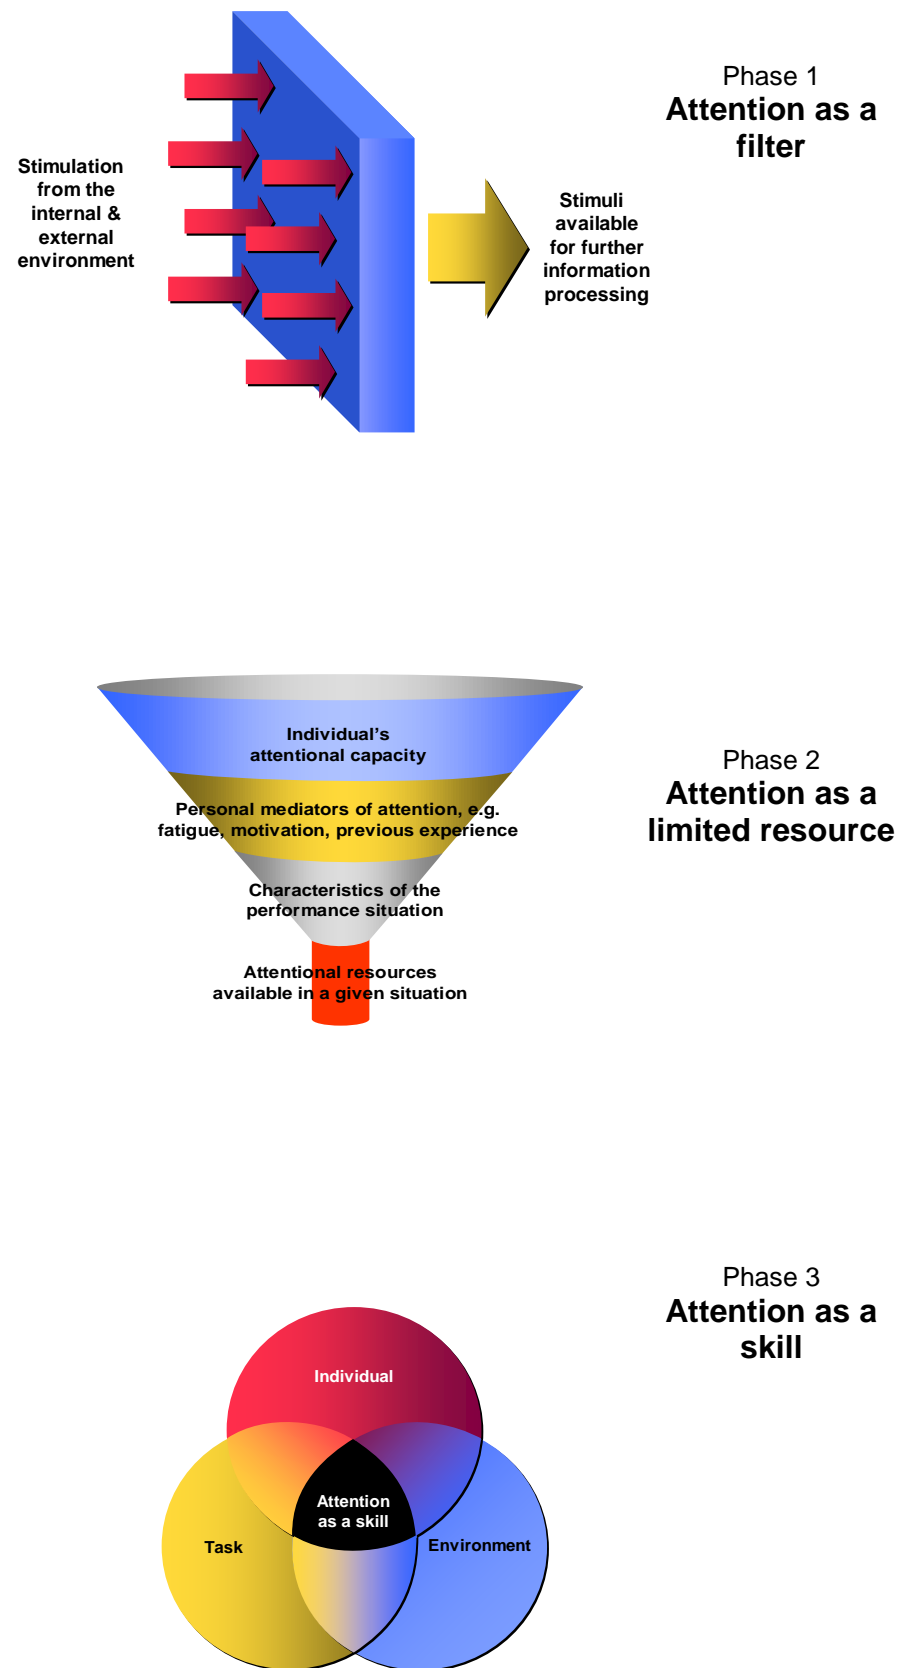 Phase 1
Attention as a
filter
Stimulation
from the
internal &
external
environment
Stimuli
available
for further
information
processing
Individual’s
attentional capacity
Personal mediators of attention, e.g.
fatigue, motivation, previous experience
Characteristics of the
performance situation
Attentional resources
available in a given situation
Phase 2
Attention as a
limited resource
Phase 3
Attention as a
skill
Individual
Attention
as a skill
Task
Environment